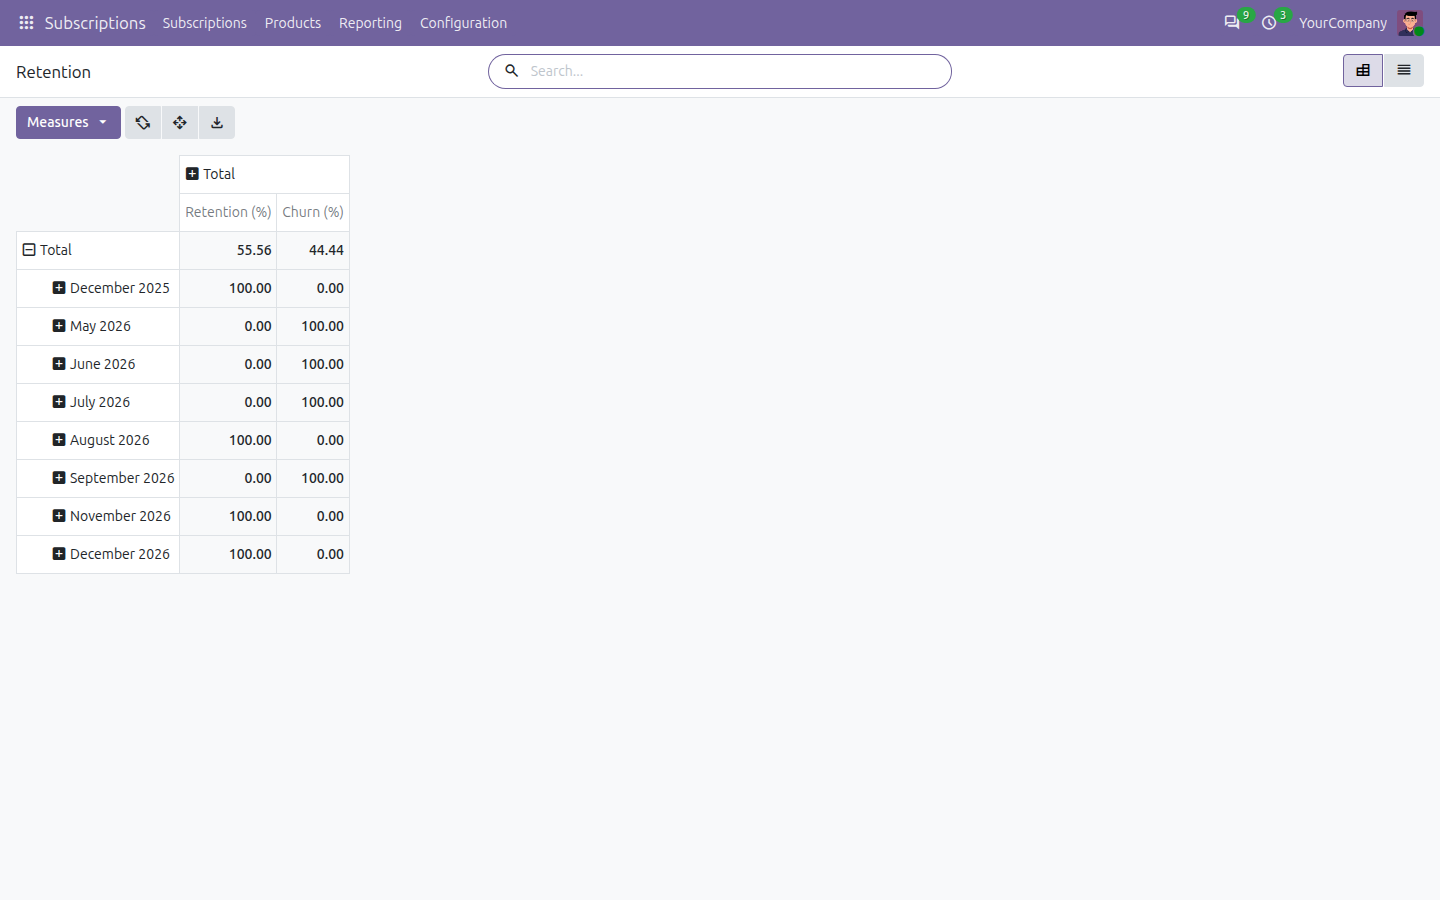 Subscriptions Subscriptions Products Reporting Configuration 9 3 YourCompany
Retention Search...
Measures
Total
Retention (%) Churn (%)
Total 55.56 44.44
December 2025 100.00 0.00
May 2026 0.00 100.00
June 2026 0.00 100.00
July 2026 0.00 100.00
August 2026 100.00 0.00
September 2026 0.00 100.00
November 2026 100.00 0.00
December 2026 100.00 0.00